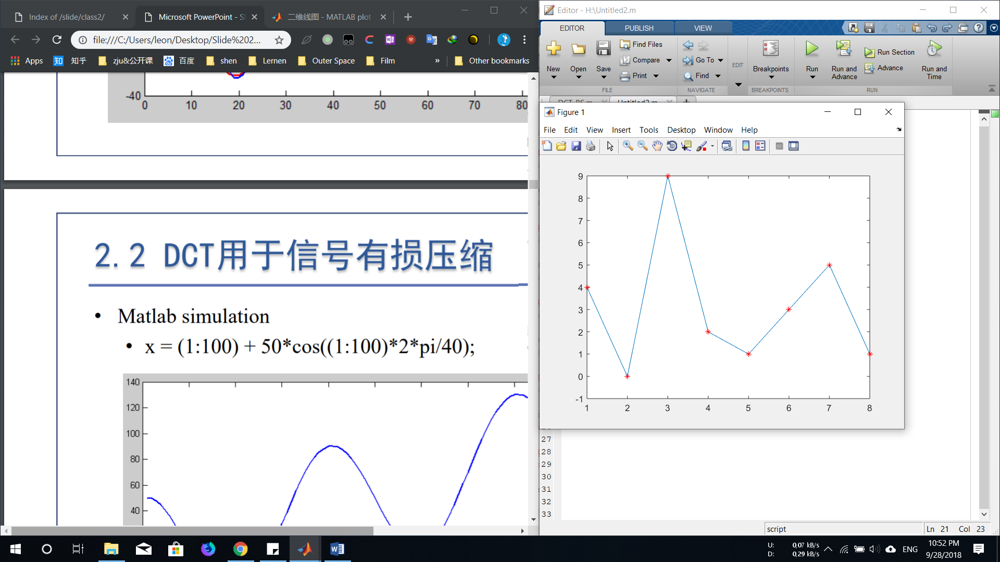 Index of /slide/class2/
Microsoft PowerPoint - Sl
二维线图 - MATLAB plot
file:///C:/Users/leon/Desktop/Slide%202...
Apps
知乎
zju&公开课
百度
shen
Lernen
Outer Space
Film
»
Other bookmarks
-40
0 10 20 30 40 50 60 70 80
2.2 DCT用于信号有损压缩
• Matlab simulation
• x = (1:100) + 50*cos((1:100)*2*pi/40);
140
120
100
80
60
40
Editor - H:\Untitled2.m
EDITOR PUBLISH VIEW
New
Open
Save
Find Files
Compare
Print
FILE
Go To
Find
NAVIGATE
EDIT
Breakpoints
BREAKPOINTS
Run
Run and
Advance
Run Section
Advance
Run and
Time
RUN
Untitled2.m
Figure 1
File Edit View Insert Tools Desktop Window Help
9
8
7
6
5
4
3
2
1
0
-1
1 2 3 4 5 6 7 8
27
28
29
30
31
32
33
script
Ln 21 Col 23
U: 0,07 kB/s
D: 0,29 kB/s
ENG
10:52 PM
9/28/2018